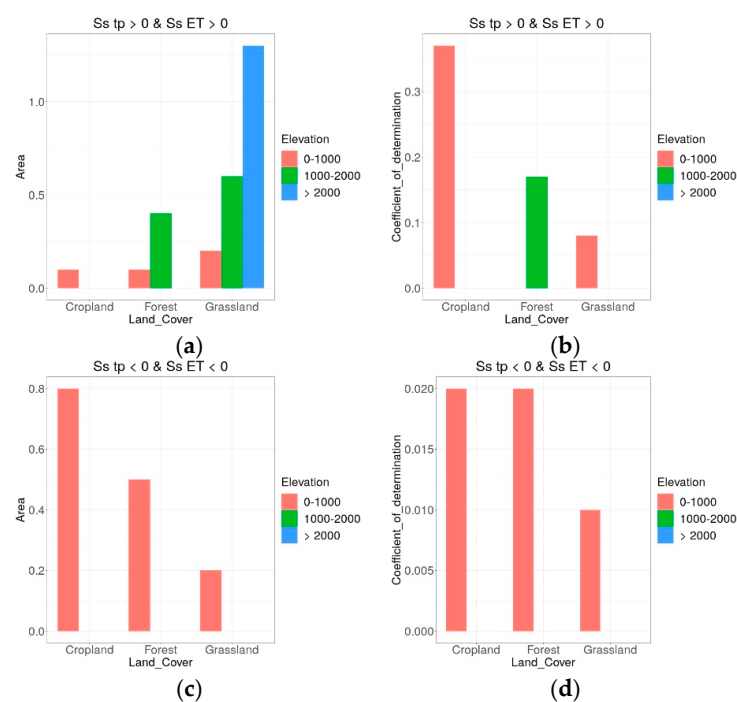 Ss tp > 0 & Ss ET > 0
Area
1.0
0.5
0.0
Cropland Forest Grassland
Land_Cover
Elevation
0-1000
1000-2000
> 2000
(a)
Ss tp > 0 & Ss ET > 0
Coefficient_of_determination
0.3
0.2
0.1
0.0
Cropland Forest Grassland
Land_Cover
Elevation
0-1000
1000-2000
> 2000
(b)
Ss tp < 0 & Ss ET < 0
Area
0.8
0.6
0.4
0.2
0.0
Cropland Forest Grassland
Land_Cover
Elevation
0-1000
1000-2000
> 2000
(c)
Ss tp < 0 & Ss ET < 0
Coefficient_of_determination
0.020
0.015
0.010
0.005
0.000
Cropland Forest Grassland
Land_Cover
Elevation
0-1000
1000-2000
> 2000
(d)